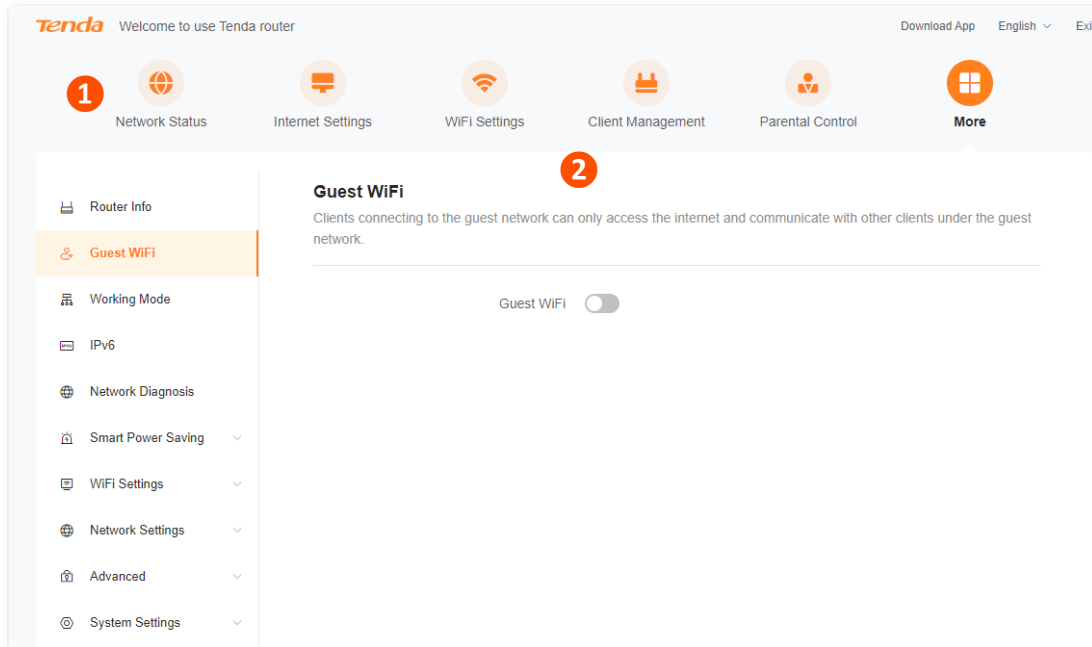 Tenda Welcome to use Tenda router Download App English Exi
1
Network Status Internet Settings WiFi Settings Client Management Parental Control More
2
Guest WiFi
Clients connecting to the guest network can only access the internet and communicate with other clients under the guest
network.
Guest WiFi
Router Info
Guest WiFi
Working Mode
IPv6
Network Diagnosis
Smart Power Saving
WiFi Settings
Network Settings
Advanced
System Settings